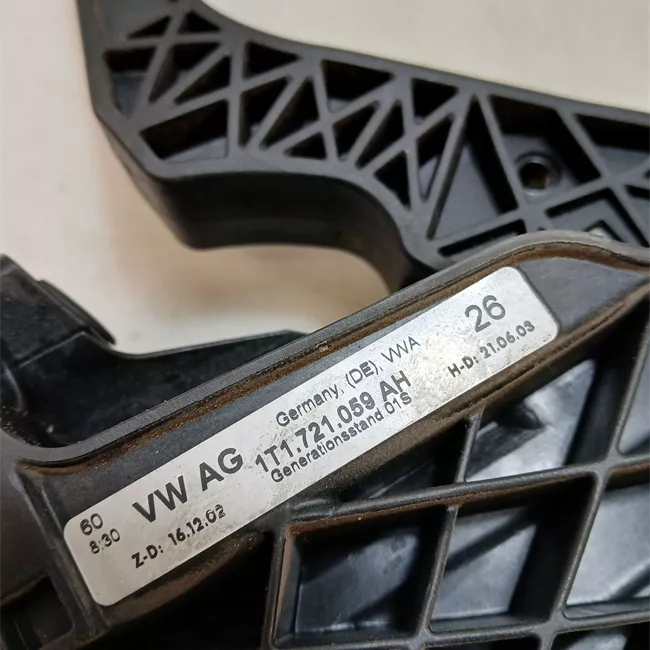 60
8:30
VW AG
Z-D: 16.12.02
Germany, (DE), VWA
1T1.721.059 AH
Generationsstand 01S
26
H-D: 21.06.03